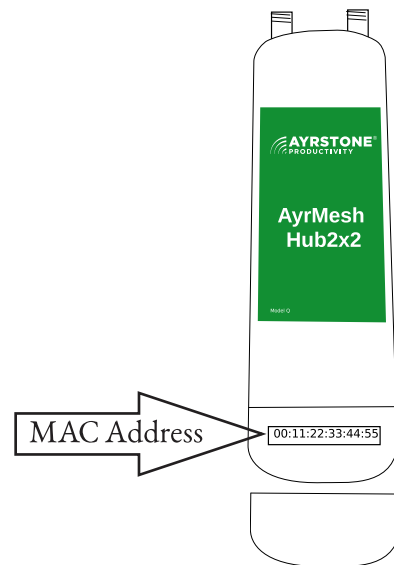 AYRSTONE®
PRODUCTIVITY
AyrMesh
Hub2x2
Model Q
MAC Address
00:11:22:33:44:55